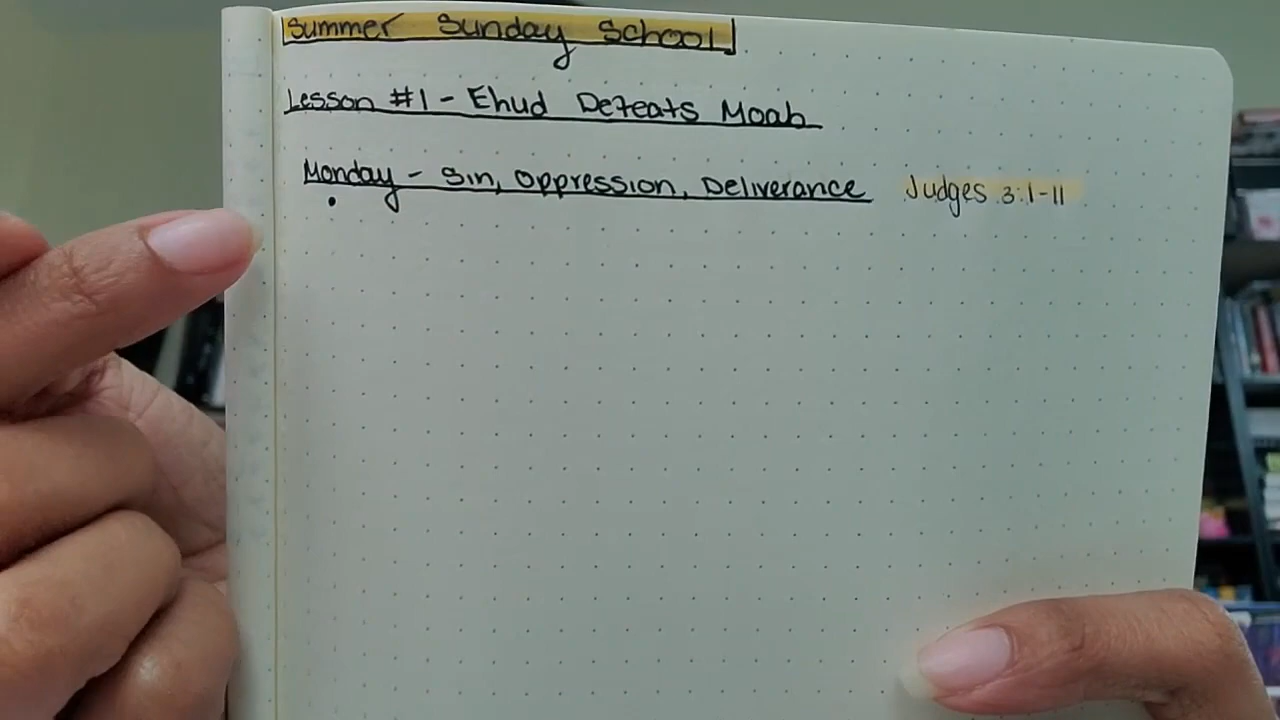 Summer Sunday School
Lesson #1 - Ehud Defeats Moab
Monday - Sin, Oppression, Deliverance Judges 3:1-11
•